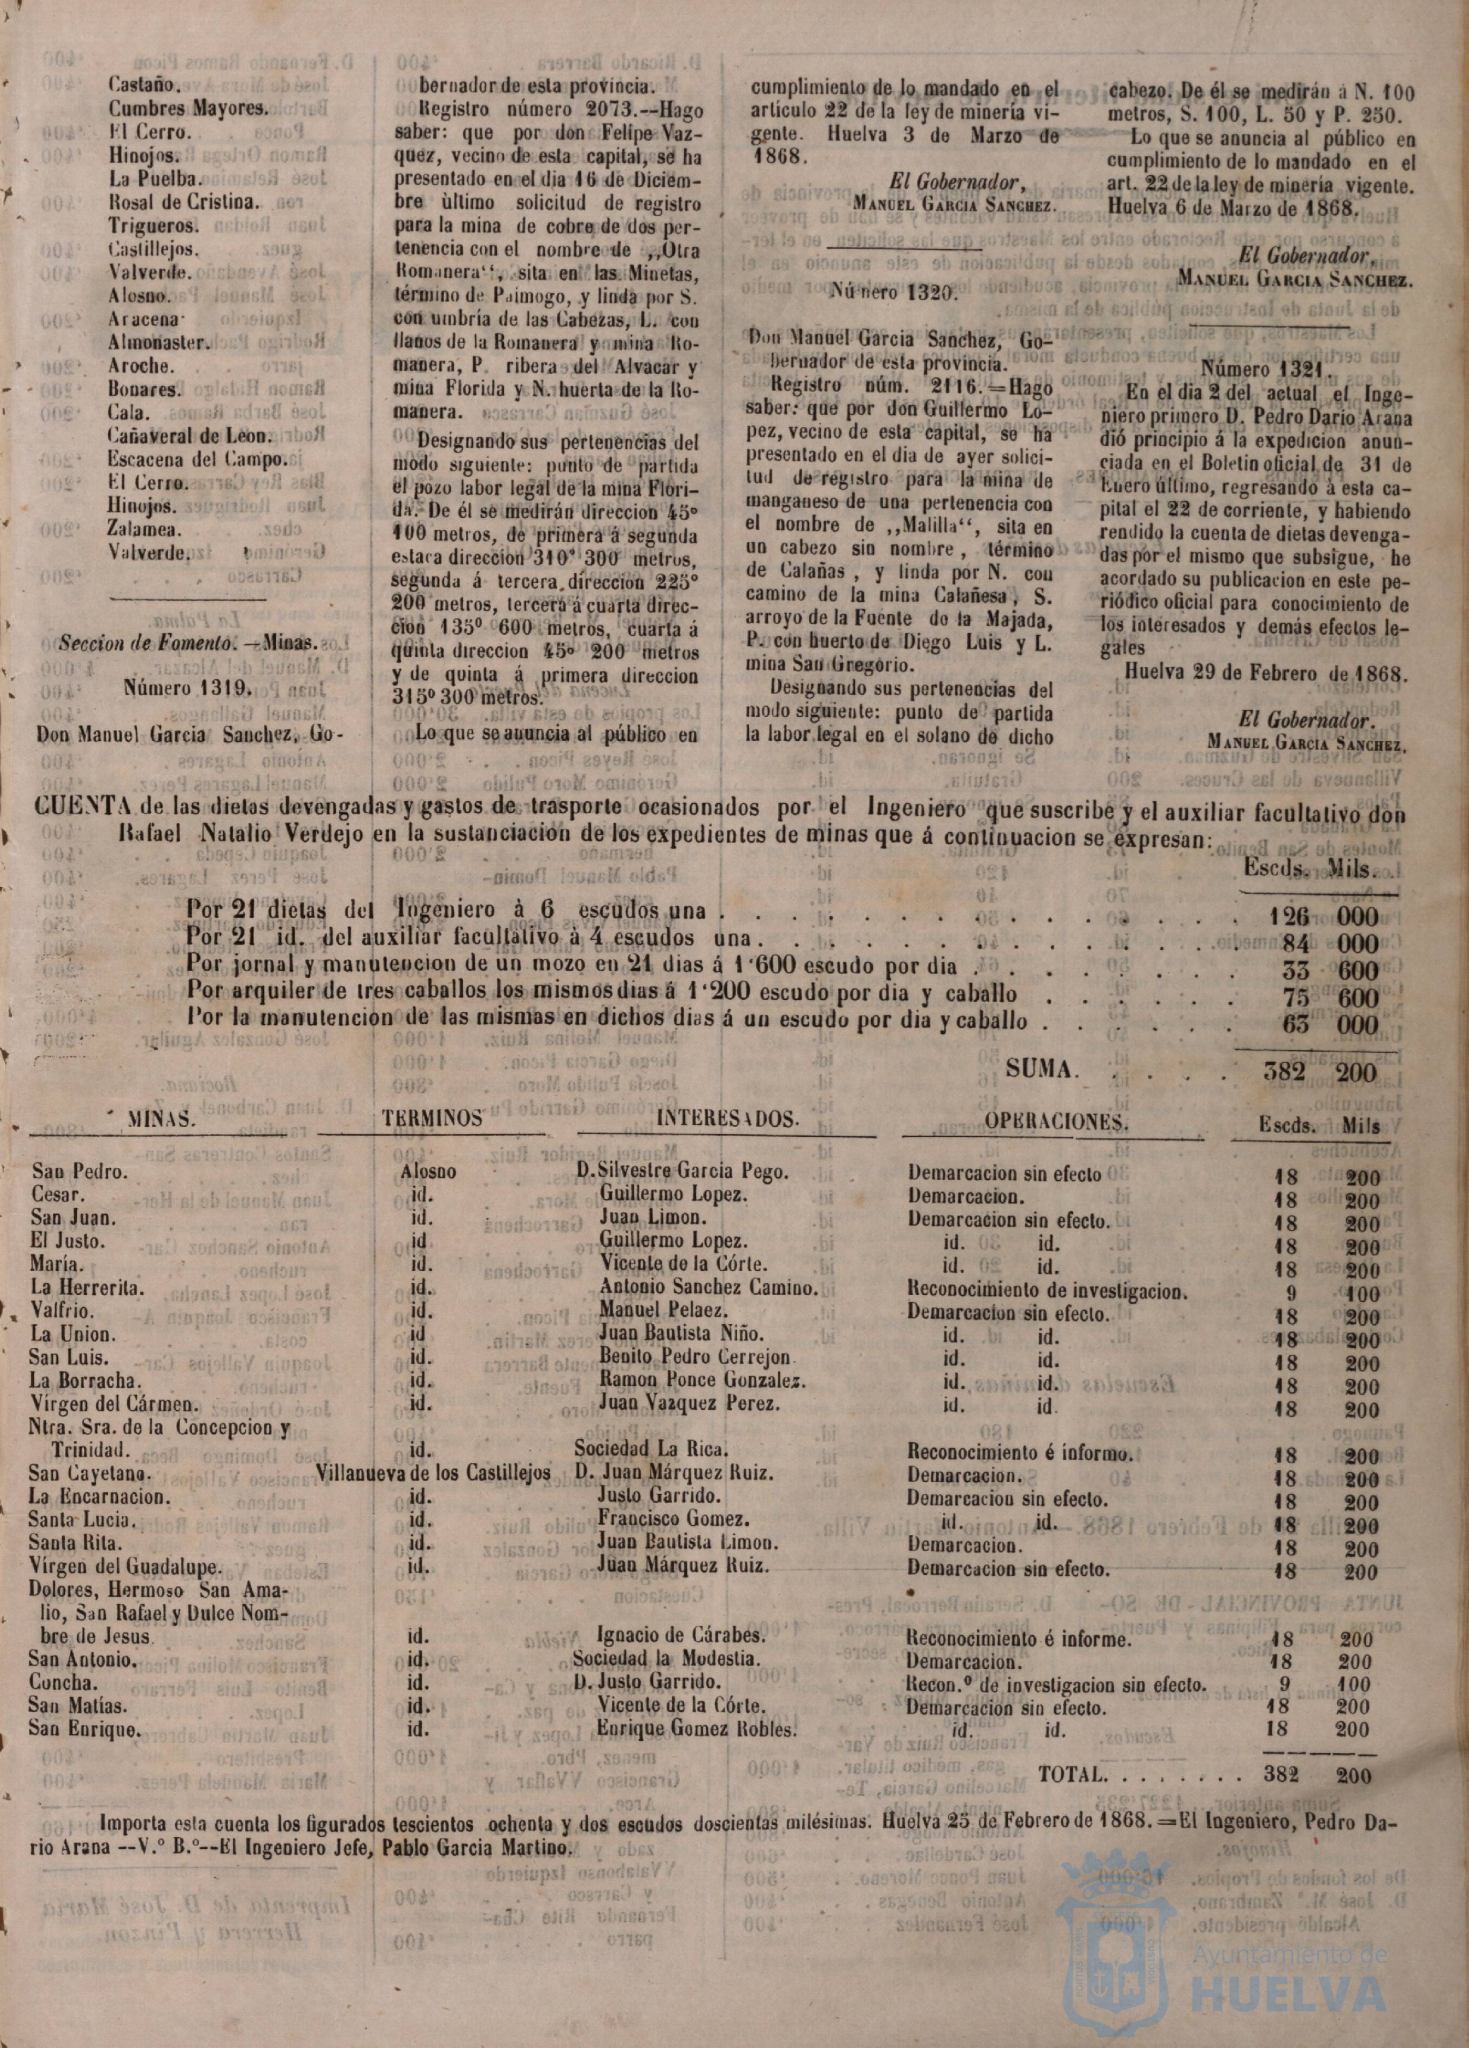 Castaño.
Cumbres Mayores.
El Cerro.
Hinojos.
La Puelba.
Rosal de Cristina.
Trigueros.
Castillejos.
Valverde.
Alosno.
Aracena
Almonaster.
Aroche.
Bonares.
Cala.
Cañaveral de Leon.
Escacena del Campo.
El Cerro.
Hinojos.
Zalamea.
Valverde.
Seccion de Fomento.—Minas.
Número 1319.
Don Manuel Garcia Sanchez, Go-
bernador de esta provincia.
Registro número 2073.--Hago
saber: que por don Felipe Vaz-
quez, vecino de esta capital, se ha
presentado en el dia 16 de Diciem-
bre ùltimo solicitud de registro
para la mina de cobre de dos per-
tenencia con el nombre de ,,Otra
Romanera“, sita en las Minetas,
término de Paimogo, y linda por S.
con umbría de las Cabezas, L. con
llanos de la Romanera y mina Ro-
manera, P. ribera del Alvacar y
mina Florida y N. huerta de la Ro-
manera.
Designando sus pertenencias del
modo siguiente: punto de partida
el pozo labor legal de la mina Flori-
da. De él se medirán direccion 45º
100 metros, de primera á segunda
estaca direccion 310º 300 metros,
segunda á tercera direccion 225º
200 metros, tercera á cuarta direc-
cion 135º 600 metros, cuarta á
quinta direccion 45º 200 metros
y de quinta á primera direccion
315º 300 metros.
Lo que se anuncia al público en
cumplimiento de lo mandado en el
artículo 22 de la ley de minería vi-
gente. Huelva 3 de Marzo de
1868.
El Gobernador,
MANUEL GARCIA SANCHEZ.
Número 1320.
Don Manuel Garcia Sanchez, Go-
bernador de esta provincia.
Registro núm. 2116.=Hago
saber: que por don Guillermo Lo-
pez, vecino de esta capital, se ha
presentado en el dia de ayer solici-
tud de registro para la mina de
manganeso de una pertenencia con
el nombre de ,,Malilla“, sita en
un cabezo sin nombre, término
de Calañas, y linda por N. con
camino de la mina Calañesa, S.
arroyo de la Fuente de la Majada,
P. con huerto de Diego Luis y L.
mina San Gregorio.
Designando sus pertenencias del
modo siguiente: punto de partida
la labor legal en el solano de dicho
cabezo. De él se medirán á N. 100
metros, S. 100, L. 50 y P. 250.
Lo que se anuncia al público en
cumplimiento de lo mandado en el
art. 22 de la ley de minería vigente.
Huelva 6 de Marzo de 1868.
El Gobernador,
MANUEL GARCIA SANCHEZ.
Número 1321.
En el dia 2 del actual el Inge-
niero primero D. Pedro Darío Arana
dió principio á la expedicion anun-
ciada en el Boletin oficial de 31 de
Enero último, regresando á esta ca-
pital el 22 de corriente, y habiendo
rendido la cuenta de dietas devenga-
das por el mismo que subsigue, he
acordado su publicacion en este pe-
riódico oficial para conocimiento de
los interesados y demás efectos le-
gales
Huelva 29 de Febrero de 1868.
El Gobernador.
MANUEL GARCIA SANCHEZ.
CUENTA de las dietas devengadas y gastos de trasporte ocasionados por el Ingeniero que suscribe y el auxiliar facultativo don
Rafael Natalio Verdejo en la sustanciacion de los expedientes de minas que á continuacion se expresan:
Escds. Mils.
Por 21 dietas del Ingeniero à 6 escudos una . . . . 126 000
Por 21 id. del auxiliar facultativo à 4 escudos una. . . . 84 000
Por jornal y manutencion de un mozo en 21 dias á 1'600 escudo por dia . . . . 33 600
Por arquiler de tres caballos los mismos dias á 1'200 escudo por dia y caballo . . . . 75 600
Por la manutencion de las mismas en dichos dias á un escudo por dia y caballo . . . . 63 000
SUMA. . . . . 382 200
MINAS. TERMINOS INTERESADOS. OPERACIONES. Escds. Mils
San Pedro. Alosno D. Silvestre Garcia Pego. Demarcacion sin efecto 18 200
Cesar. id. Guillermo Lopez. Demarcacion. 18 200
San Juan. id. Juan Limon. Demarcacion sin efecto. 18 200
El Justo. id Guillermo Lopez. id. id. 18 200
María. id. Vicente de la Córte. id. id. 18 200
La Herrerita. id. Antonio Sanchez Camino. Reconocimiento de investigacion. 9 100
Valfrio. id. Manuel Pelaez. Demarcacion sin efecto. 18 200
La Union. id Juan Bautista Niño. id. id. 18 200
San Luis. id. Benito Pedro Cerrejon id. id. 18 200
La Borracha. id. Ramon Ponce Gonzalez. id. id. 18 200
Vírgen del Cármen. id. Juan Vazquez Perez. id. id. 18 200
Ntra. Sra. de la Concepcion y
Trinidad. id. Sociedad La Rica. Reconocimiento é informo. 18 200
San Cayetano. Villanueva de los Castillejos D. Juan Márquez Ruiz. Demarcacion. 18 200
La Encarnacion. id. Justo Garrido. Demarcacion sin efecto. 18 200
Santa Lucia. id. Francisco Gomez. id. id. 18 200
Santa Rita. id. Juan Bautista Limon. Demarcacion. 18 200
Vírgen del Guadalupe. id. Juan Márquez Ruiz. Demarcacion sin efecto. 18 200
Dolores, Hermoso San Ama-
lio, San Rafael y Dulce Nom-
bre de Jesus. id. Ignacio de Cárabes. Reconocimiento é informe. 18 200
San Antonio. id. Sociedad la Modestia. Demarcacion. 18 200
Concha. id. D. Justo Garrido. Recon.º de investigacion sin efecto. 9 100
San Matías. id. Vicente de la Córte. Demarcacion sin efecto. 18 200
San Enrique. id. Enrique Gomez Robles. id. id. 18 200
TOTAL. . . . . . . . 382 200
Importa esta cuenta los figurados tescientos ochenta y dos escudos doscientas milésimas. Huelva 25 de Febrero de 1868.=El Ingeniero, Pedro Da-
rio Arana --V.º B.º--El Ingeniero Jefe, Pablo Garcia Martino.
Ayuntamiento de
HUELVA